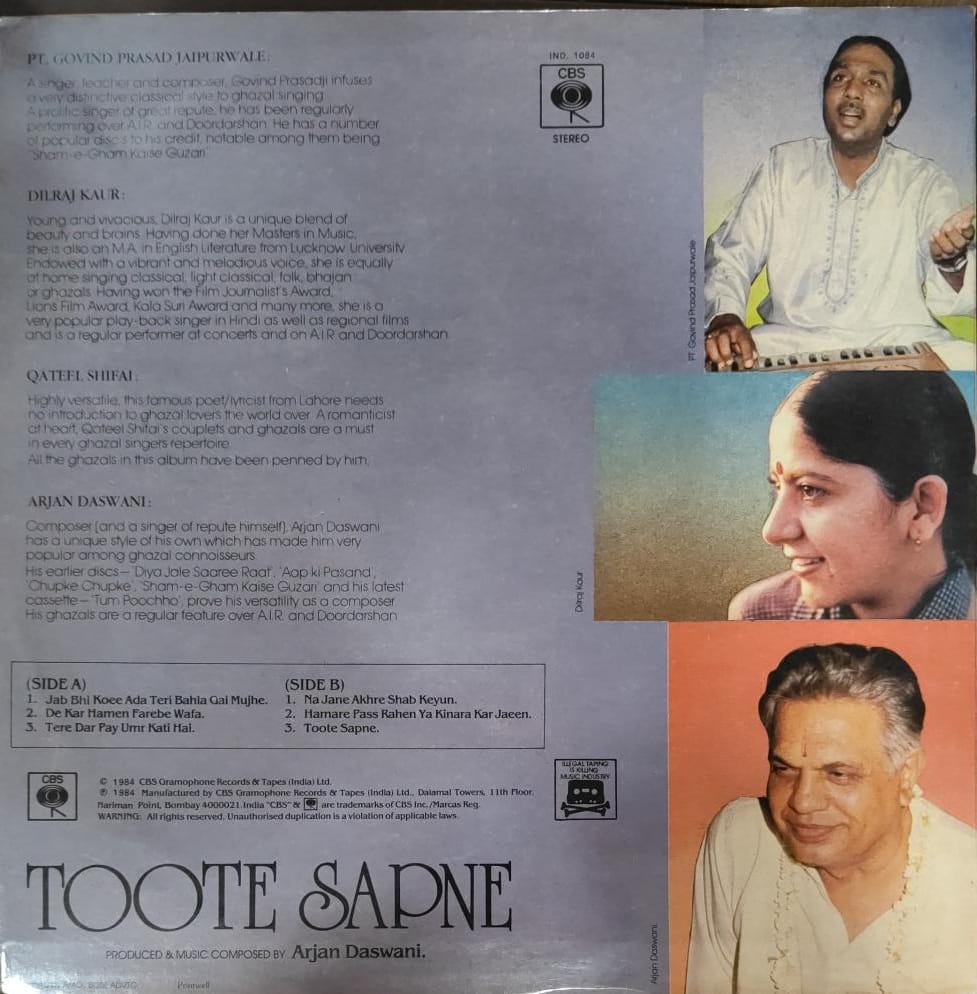 PT. GOVIND PRASAD JAIPURWALE:
A singer, teacher and composer, Govind Prasadji infuses
a very distinctive classical style to ghazal singing.
A prolific singer of great repute, he has been regularly
performing over A.I.R. and Doordarshan. He has a number
of popular discs to his credit, notable among them being
"Sham-e-Gham Kaise Guzari"
DILRAJ KAUR:
Young and vivacious, Dilraj Kaur is a unique blend of
beauty and brains. Having done her Masters in Music,
she is also an M.A. in English Literature from Lucknow University
Endowed with a vibrant and melodious voice, she is equally
at home singing classical, light classical, folk, bhajan
or ghazals. Having won the Film Journalist's Award,
Lions Film Award, Kala Suri Award and many more, she is a
very popular play-back singer in Hindi as well as regional films
and is a regular performer at concerts and on A.I.R. and Doordarshan.
QATEEL SHIFAI:
Highly versatile, this famous poet/lyricist from Lahore needs
no introduction to ghazal lovers the world over. A romanticist
at heart, Qateel Shifai's couplets and ghazals are a must
in every ghazal singers repertoire.
All the ghazals in this album have been penned by him.
ARJAN DASWANI:
Composer (and a singer of repute himself), Arjan Daswani
has a unique style of his own which has made him very
popular among ghazal connoisseurs.
His earlier discs – 'Diya Jale Saaree Raat', 'Aap ki Pasand',
'Chupke Chupke', 'Sham-e-Gham Kaise Guzari' and his latest
cassette – 'Tum Poochho', prove his versatility as a composer
His ghazals are a regular feature over A.I.R. and Doordarshan
IND. 1084
CBS
STEREO
PT. Govind Prasad Jaipurwale
Dilraj Kaur
Arjan Daswani
(SIDE A)
1. Jab Bhi Koee Ada Teri Bahla Gai Mujhe.
2. De Kar Hamen Farebe Wafa.
3. Tere Dar Pay Umr Kati Hai.
(SIDE B)
1. Na Jane Akhre Shab Keyun.
2. Hamare Pass Rahen Ya Kinara Kar Jaeen.
3. Toote Sapne.
CBS
© 1984 CBS Gramophone Records & Tapes (India) Ltd.
℗ 1984 Manufactured by CBS Gramophone Records & Tapes (India) Ltd., Dalamal Towers, 11th Floor,
Nariman Point, Bombay 4000021. India "CBS" & are trademarks of CBS Inc./Marcas Reg.
WARNING: All rights reserved. Unauthorised duplication is a violation of applicable laws.
ILLEGAL TAPING
IS KILLING
MUSIC INDUSTRY
TOOTE SAPNE
PRODUCED & MUSIC COMPOSED BY Arjan Daswani.
Printwell